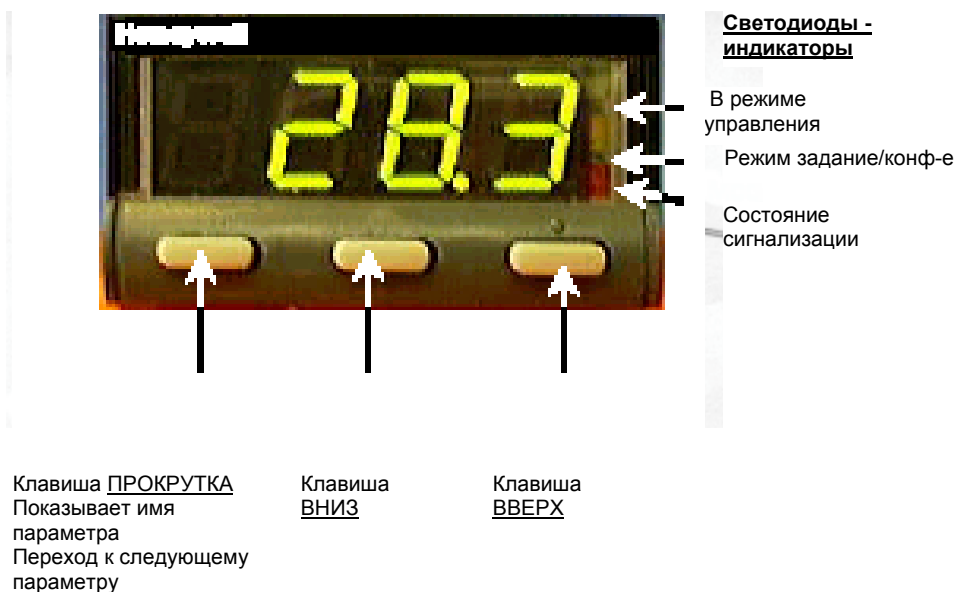 Honeywell
28.3
Светодиоды -
индикаторы
В режиме
управления
Режим задание/конф-е
Состояние
сигнализации
Клавиша ПРОКРУТКА
Показывает имя
параметра
Переход к следующему
параметру
Клавиша
ВНИЗ
Клавиша
ВВЕРХ